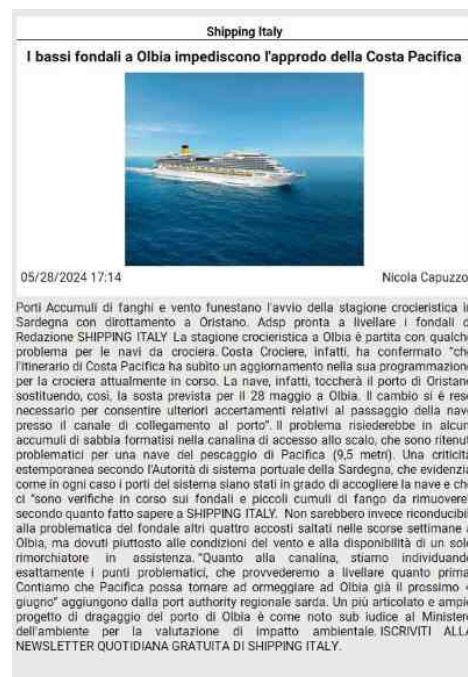 Shipping Italy
I bassi fondali a Olbia impediscono l'approdo della Costa Pacifica
05/28/2024 17:14
Nicola Capuzzo
Porti Accumuli di fanghi e vento funestano l'avvio della stagione crocieristica
Sardegna con dirottamento a Oristano. Adsp pronta a livellare i fondali
Redazione SHIPPING ITALY La stagione crocieristica a Olbia è partita con qualche
problema per le navi da crociera. Costa Crociere, infatti, ha confermato "che
l'itinerario di Costa Pacifica ha subito un aggiornamento nella sua programmazione
per la crociera attualmente in corso. La nave, infatti, toccherà il porto di Oristano
sostituendo, così, la sosta prevista per il 28 maggio a Olbia. Il cambio si è reso
necessario per consentire ulteriori accertamenti relativi al passaggio della nave
presso il canale di collegamento al porto". Il problema risiederebbe in alcuni
accumuli di sabbia formatisi nella canalina di accesso allo scalo, che sono ritenuti
problematici per una nave del pescaggio di Pacifica (9,5 metri). Una criticità
estemporanea secondo l'Autorità di sistema portuale della Sardegna, che evidenzia
come in ogni caso i porti del sistema siano stati in grado di accogliere la nave e che
ci "sono verifiche in corso sui fondali e piccoli cumuli di fango da rimuovere"
secondo quanto fatto sapere a SHIPPING ITALY. Non sarebbero invece riconducibili
alla problematica del fondale altri quattro accosti saltati nelle scorse settimane a
Olbia, ma dovuti piuttosto alle condizioni del vento e alla disponibilità di un solo
rimorchiatore in assistenza. "Quanto alla canalina, stiamo individuando
esattamente i punti problematici, che provvederemo a livellare quanto prima.
Contiamo che Pacifica possa tornare ad ormeggiare ad Olbia già il prossimo 4
giugno" aggiungono dalla port authority regionale sarda. Un più articolato e ampio
progetto di dragaggio del porto di Olbia è come noto sub iudice al Ministero
dell'ambiente per la valutazione di impatto ambientale. ISCRIVITI ALLA
NEWSLETTER QUOTIDIANA GRATUITA DI SHIPPING ITALY.